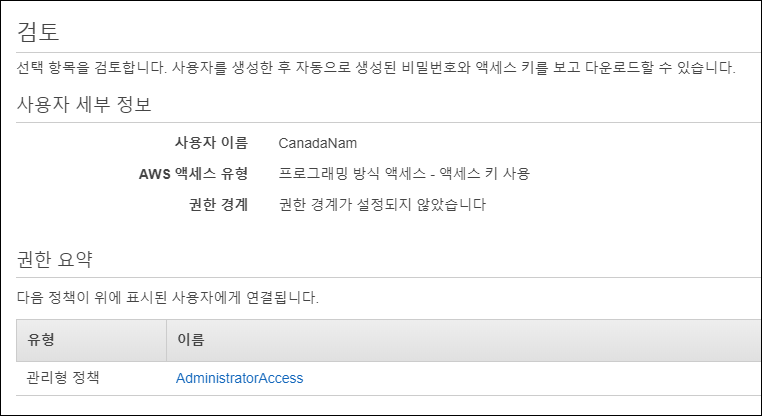 검토
선택 항목을 검토합니다. 사용자를 생성한 후 자동으로 생성된 비밀번호와 액세스 키를 보고 다운로드할 수 있습니다.
사용자 세부 정보
사용자 이름 CanadaNam
AWS 액세스 유형 프로그래밍 방식 액세스 - 액세스 키 사용
권한 경계 권한 경계가 설정되지 않았습니다
권한 요약
다음 정책이 위에 표시된 사용자에게 연결됩니다.
유형 이름
관리형 정책 AdministratorAccess